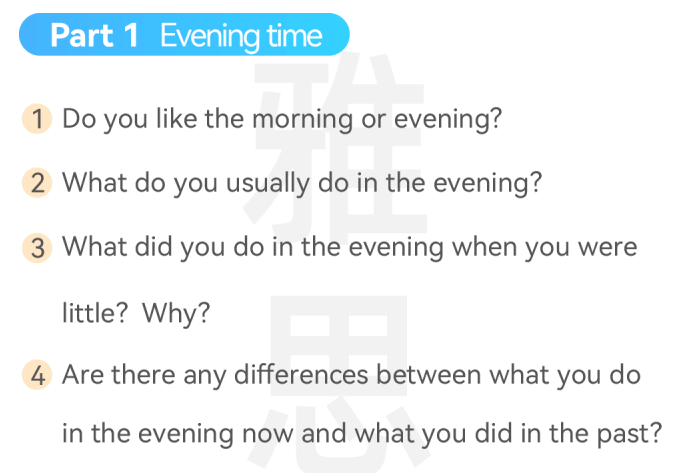 Part 1 Evening time
1 Do you like the morning or evening?
2 What do you usually do in the evening?
3 What did you do in the evening when you were
little? Why?
4 Are there any differences between what you do
in the evening now and what you did in the past?
雅
思